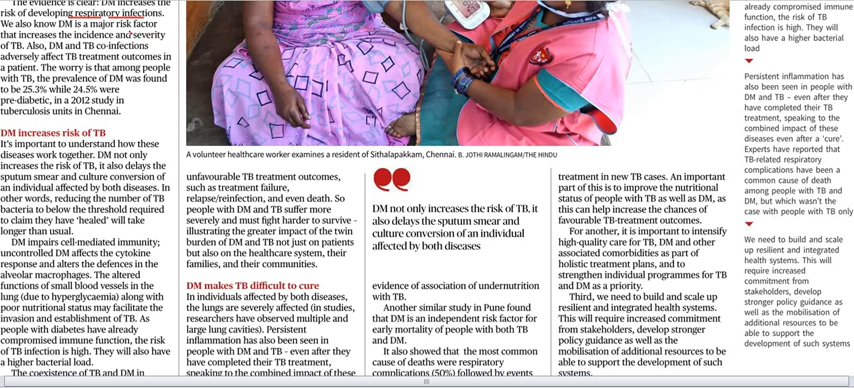 The evidence is clear: DM increases the
risk of developing respiratory infections.
We also know DM is a major risk factor
that increases the incidence and severity
of TB. Also, DM and TB co-infections
adversely affect TB treatment outcomes in
a patient. The worry is that among people
with TB, the prevalence of DM was found
to be 25.3% while 24.5% were
pre-diabetic, in a 2012 study in
tuberculosis units in Chennai.
DM increases risk of TB
It's important to understand how these
diseases work together. DM not only
increases the risk of TB, it also delays the
sputum smear and culture conversion of
an individual affected by both diseases. In
other words, reducing the number of TB
bacteria to below the threshold required
to claim they have 'healed' will take
longer than usual.
DM impairs cell-mediated immunity;
uncontrolled DM affects the cytokine
response and alters the defences in the
alveolar macrophages. The altered
functions of small blood vessels in the
lung (due to hyperglycaemia) along with
poor nutritional status may facilitate the
invasion and establishment of TB. As
people with diabetes have already
compromised immune function, the risk
of TB infection is high. They will also have
a higher bacterial load.
The coexistence of TB and DM in
A volunteer healthcare worker examines a resident of Sithalapakkam, Chennai. B. JOTHI RAMALINGAM/THE HINDU
unfavourable TB treatment outcomes,
such as treatment failure,
relapse/reinfection, and even death. So
people with DM and TB suffer more
severely and must fight harder to survive –
illustrating the greater impact of the twin
burden of DM and TB not just on patients
but also on the healthcare system, their
families, and their communities.
DM makes TB difficult to cure
In individuals affected by both diseases,
the lungs are severely affected (in studies,
researchers have observed multiple and
large lung cavities). Persistent
inflammation has also been seen in
people with DM and TB – even after they
have completed their TB treatment,
speaking to the combined impact of these
DM not only increases the risk of TB, it
also delays the sputum smear and
culture conversion of an individual
affected by both diseases
evidence of association of undernutrition
with TB.
Another similar study in Pune found
that DM is an independent risk factor for
early mortality of people with both TB
and DM.
It also showed that the most common
cause of deaths were respiratory
complications (50%) followed by events
treatment in new TB cases. An important
part of this is to improve the nutritional
status of people with TB as well as DM, as
this can help increase the chances of
favourable TB-treatment outcomes.
For another, it is important to intensify
high-quality care for TB, DM and other
associated comorbidities as part of
holistic treatment plans, and to
strengthen individual programmes for TB
and DM as a priority.
Third, we need to build and scale up
resilient and integrated health systems.
This will require increased commitment
from stakeholders, develop stronger
policy guidance as well as the
mobilisation of additional resources to be
able to support the development of such
systems.
already compromised immune
function, the risk of TB
infection is high. They will
also have a higher bacterial
load
Persistent inflammation has
also been seen in people with
DM and TB – even after they
have completed their TB
treatment, speaking to the
combined impact of these
diseases even after a 'cure'.
Experts have reported that
TB-related respiratory
complications have been a
common cause of death
among people with TB and
DM, but which wasn't the
case with people with TB only
We need to build and scale
up resilient and integrated
health systems. This will
require increased
commitment from
stakeholders, develop
stronger policy guidance as
well as the mobilisation of
additional resources to be
able to support the
development of such systems